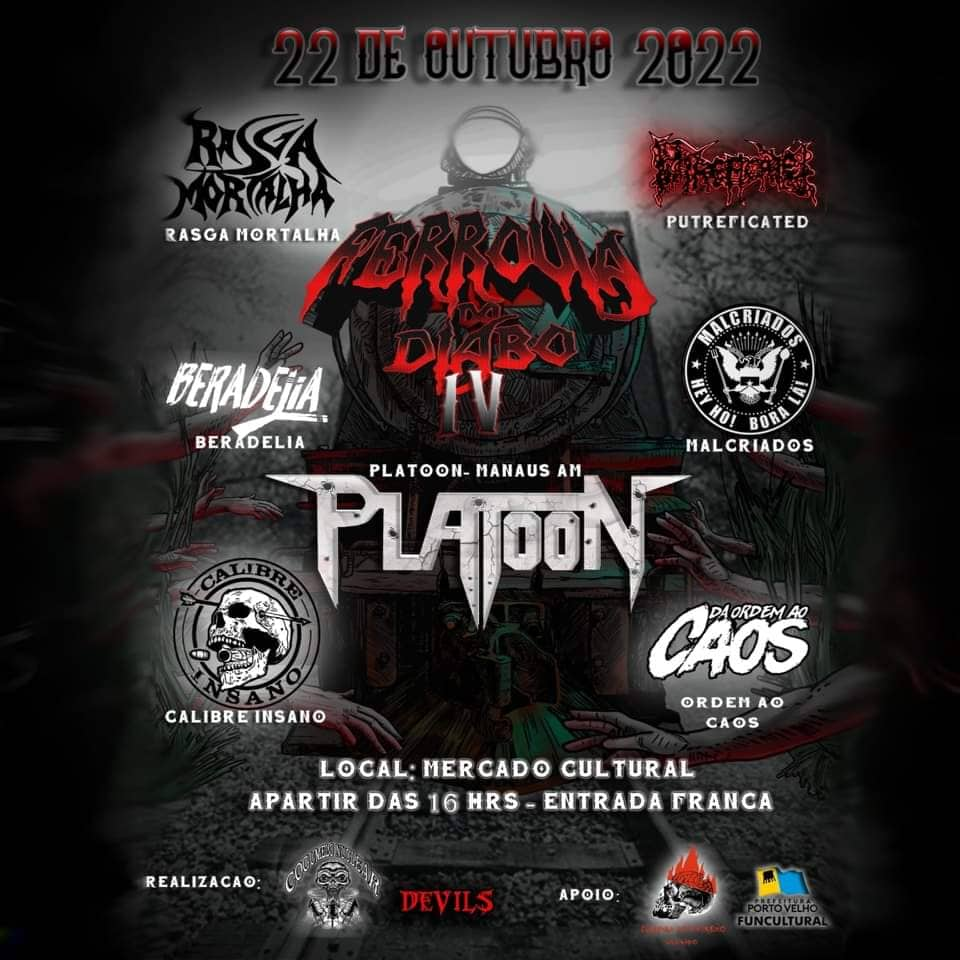 22 DE OUTUBRO 2022
RASGA
MORTALHA
RASGA MORTALHA
PUTREFICATED
PUTREFICATED
FERROVIA
DO
DIABO
IV
BERADELIA
BERADELIA
MALCRIADOS
HEY HO! BORA LÁ!
MALCRIADOS
PLATOON- MANAUS AM
PLATOON
CALIBRE
INSANO
CALIBRE INSANO
DA ORDEM AO
CAOS
ORDEM AO
CAOS
LOCAL: MERCADO CULTURAL
APARTIR DAS 16 HRS - ENTRADA FRANCA
REALIZACAO:
DEVILS
APOIO:
PREFEITURA
PORTO VELHO
FUNCULTURAL